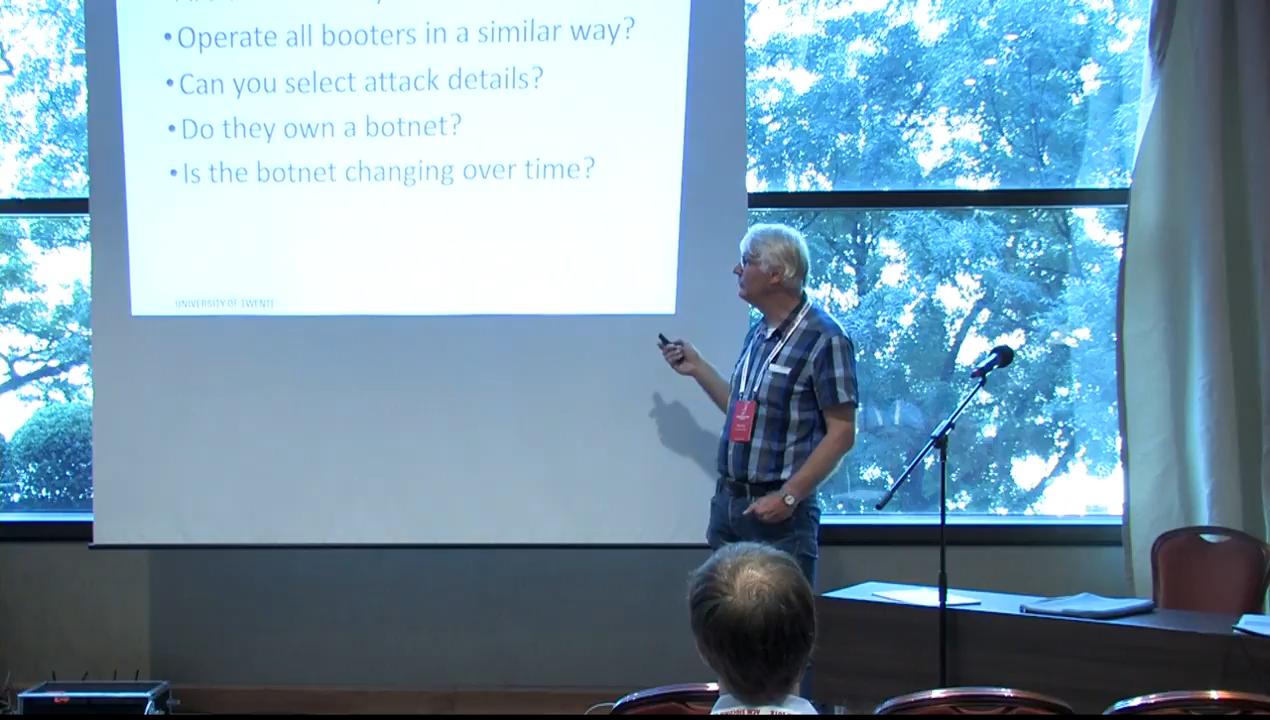 • Operate all booters in a similar way?
• Can you select attack details?
• Do they own a botnet?
• Is the botnet changing over time?
UNIVERSITY OF TWENTE